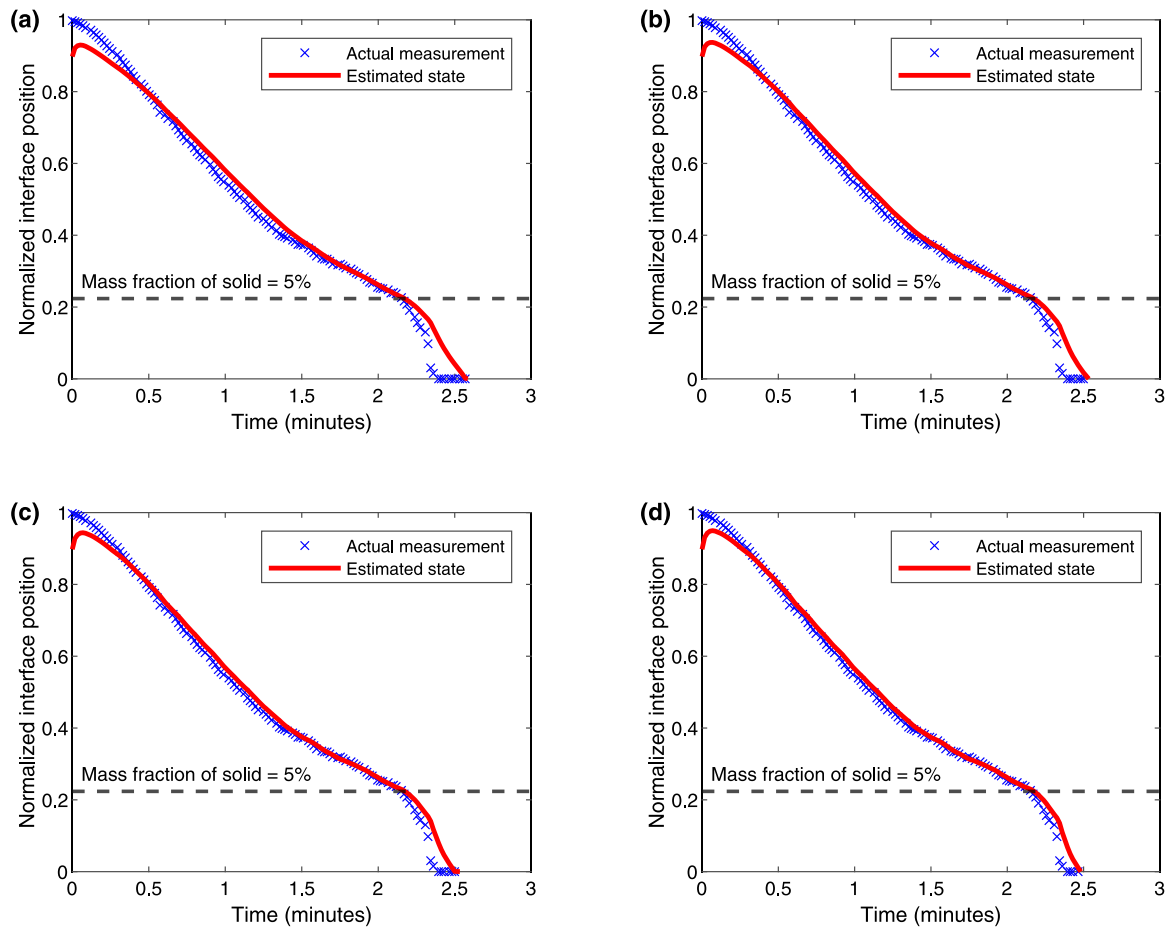 (a)
Normalized interface position
1
0.8
0.6
0.4
0.2
0
Actual measurement
Estimated state
Mass fraction of solid = 5%
0 0.5 1 1.5 2 2.5 3
Time (minutes)
(b)
Normalized interface position
1
0.8
0.6
0.4
0.2
0
Actual measurement
Estimated state
Mass fraction of solid = 5%
0 0.5 1 1.5 2 2.5 3
Time (minutes)
(c)
Normalized interface position
1
0.8
0.6
0.4
0.2
0
Actual measurement
Estimated state
Mass fraction of solid = 5%
0 0.5 1 1.5 2 2.5 3
Time (minutes)
(d)
Normalized interface position
1
0.8
0.6
0.4
0.2
0
Actual measurement
Estimated state
Mass fraction of solid = 5%
0 0.5 1 1.5 2 2.5 3
Time (minutes)